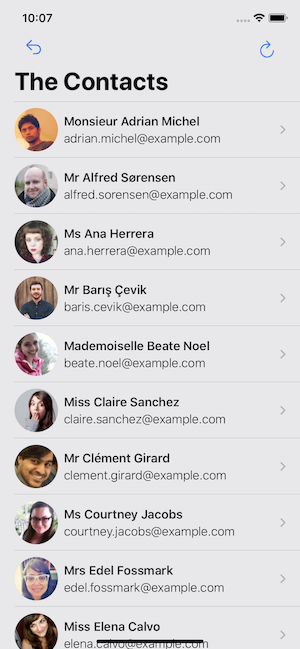 10:07
The Contacts
Monsieur Adrian Michel
adrian.michel@example.com
Mr Alfred Sørensen
alfred.sorensen@example.com
Ms Ana Herrera
ana.herrera@example.com
Mr Barış Çevik
baris.cevik@example.com
Mademoiselle Beate Noel
beate.noel@example.com
Miss Claire Sanchez
claire.sanchez@example.com
Mr Clément Girard
clement.girard@example.com
Ms Courtney Jacobs
courtney.jacobs@example.com
Mrs Edel Fossmark
edel.fossmark@example.com
Miss Elena Calvo
elena.calvo@example.com